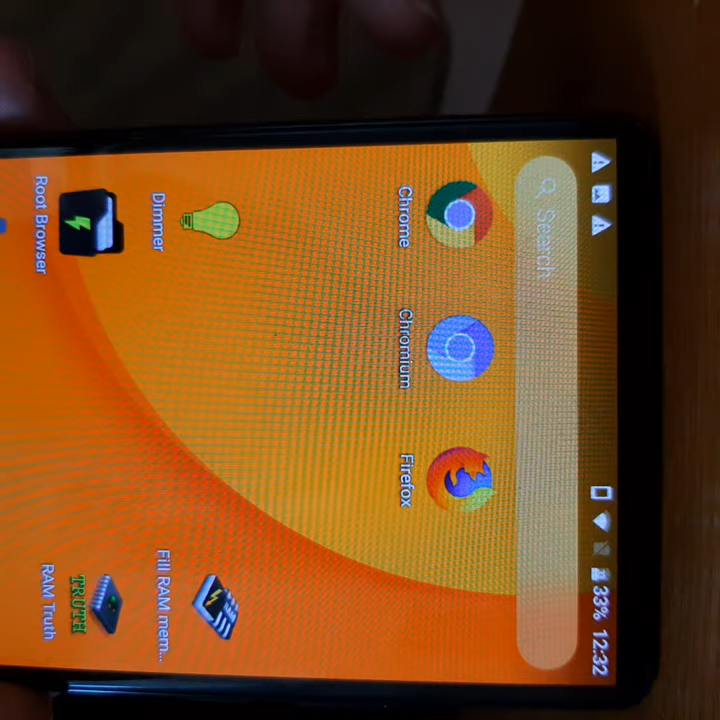 33% 12:32
Search
Chrome
Chromium
Firefox
Dimmer
Fill RAM mem...
TRUTH
Root Browser
RAM Truth